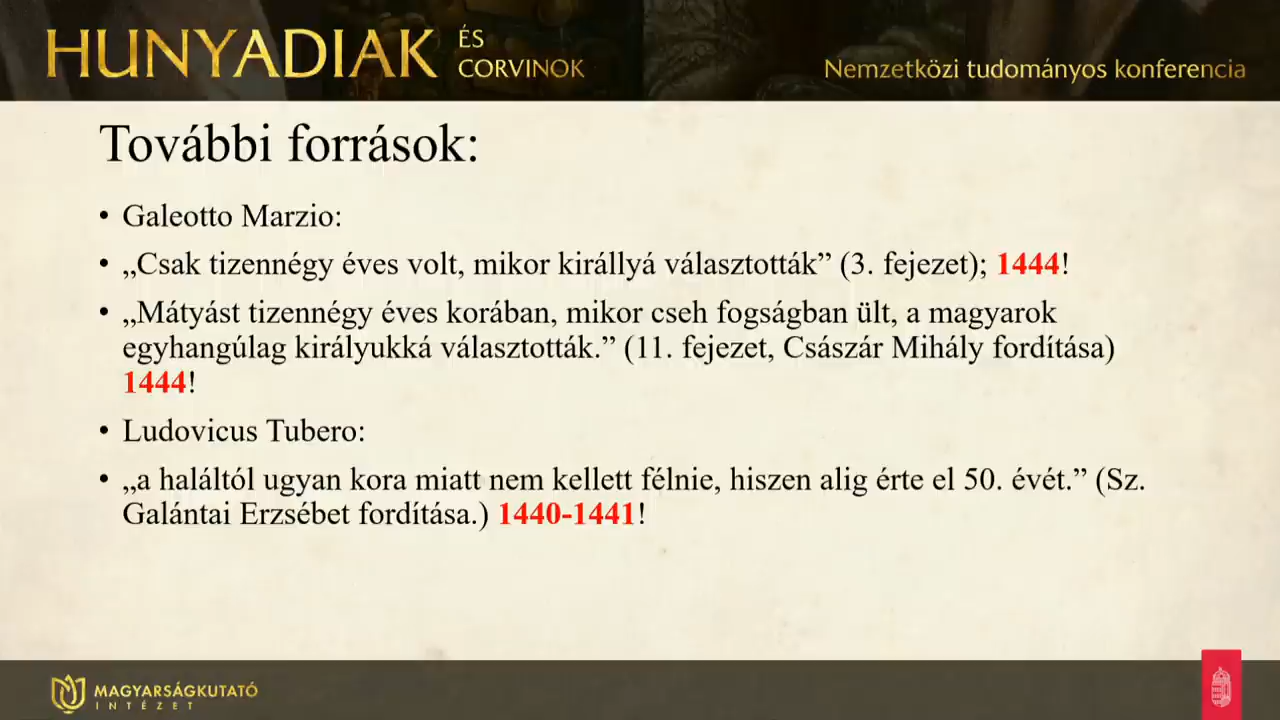 HUNYADIAK ÉS CORVINOK
Nemzetközi tudományos konferencia
További források:
• Galeotto Marzio:
• „Csak tizennégy éves volt, mikor királlyá választották” (3. fejezet); 1444!
• „Mátyást tizennégy éves korában, mikor cseh fogságban ült, a magyarok
egyhangúlag királyukká választották.” (11. fejezet, Császár Mihály fordítása)
1444!
• Ludovicus Tubero:
• „a haláltól ugyan kora miatt nem kellett félnie, hiszen alig érte el 50. évét.” (Sz.
Galántai Erzsébet fordítása.) 1440-1441!
MAGYARSÁGKUTATÓ
INTÉZET